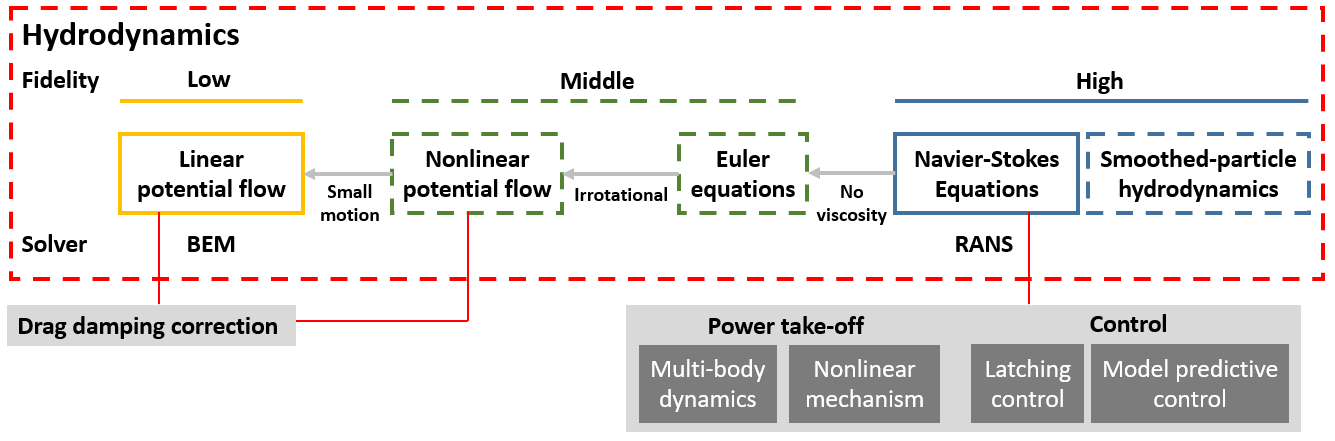 Hydrodynamics
Fidelity
Low
Middle
High
Linear
potential flow
Small
motion
Nonlinear
potential flow
Irrotational
Euler
equations
No
viscosity
Navier-Stokes
Equations
Smoothed-particle
hydrodynamics
Solver
BEM
RANS
Drag damping correction
Power take-off
Control
Multi-body
dynamics
Nonlinear
mechanism
Latching
control
Model predictive
control